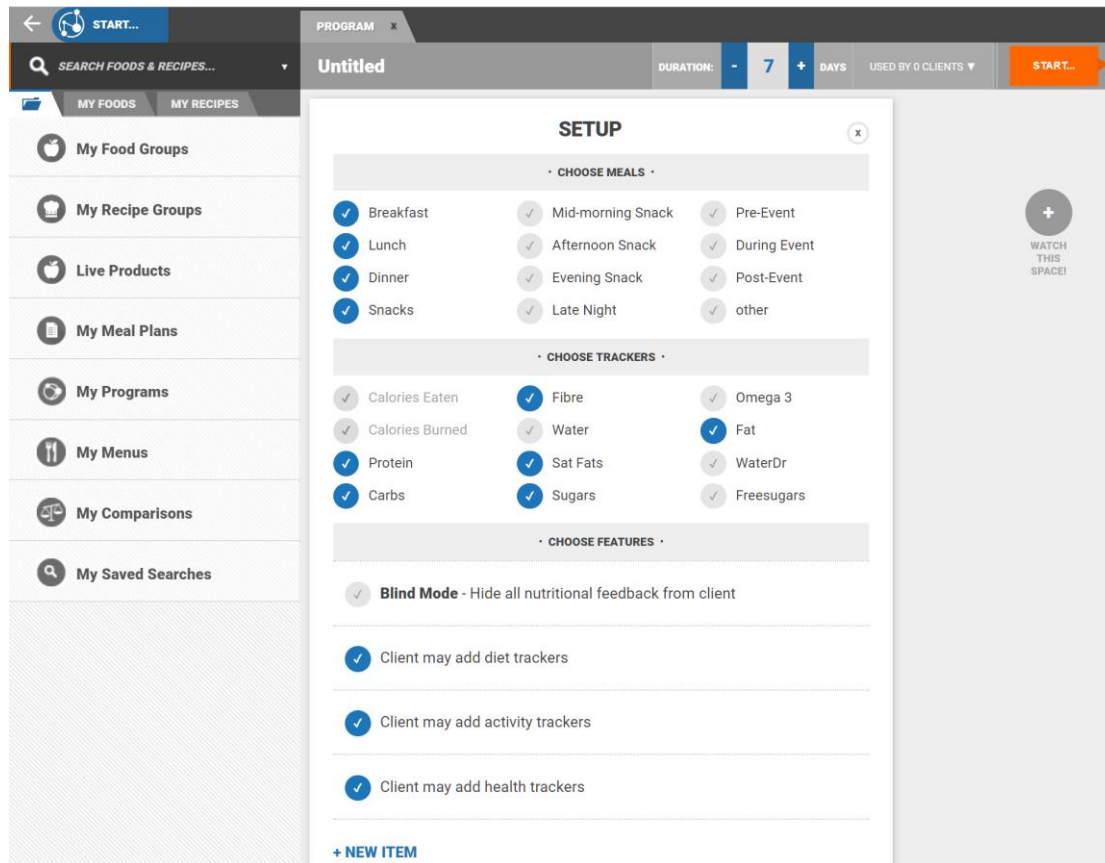 START...
PROGRAM x
SEARCH FOODS & RECIPES...
Untitled
DURATION: - 7 + DAYS
USED BY 0 CLIENTS
START...
MY FOODS
MY RECIPES
My Food Groups
My Recipe Groups
Live Products
My Meal Plans
My Programs
My Menus
My Comparisons
My Saved Searches
SETUP
x
· CHOOSE MEALS ·
Breakfast
Mid-morning Snack
Pre-Event
Lunch
Afternoon Snack
During Event
Dinner
Evening Snack
Post-Event
Snacks
Late Night
other
· CHOOSE TRACKERS ·
Calories Eaten
Fibre
Omega 3
Calories Burned
Water
Fat
Protein
Sat Fats
WaterDr
Carbs
Sugars
Freesugars
· CHOOSE FEATURES ·
Blind Mode - Hide all nutritional feedback from client
Client may add diet trackers
Client may add activity trackers
Client may add health trackers
+ NEW ITEM
+
WATCH
THIS
SPACE!